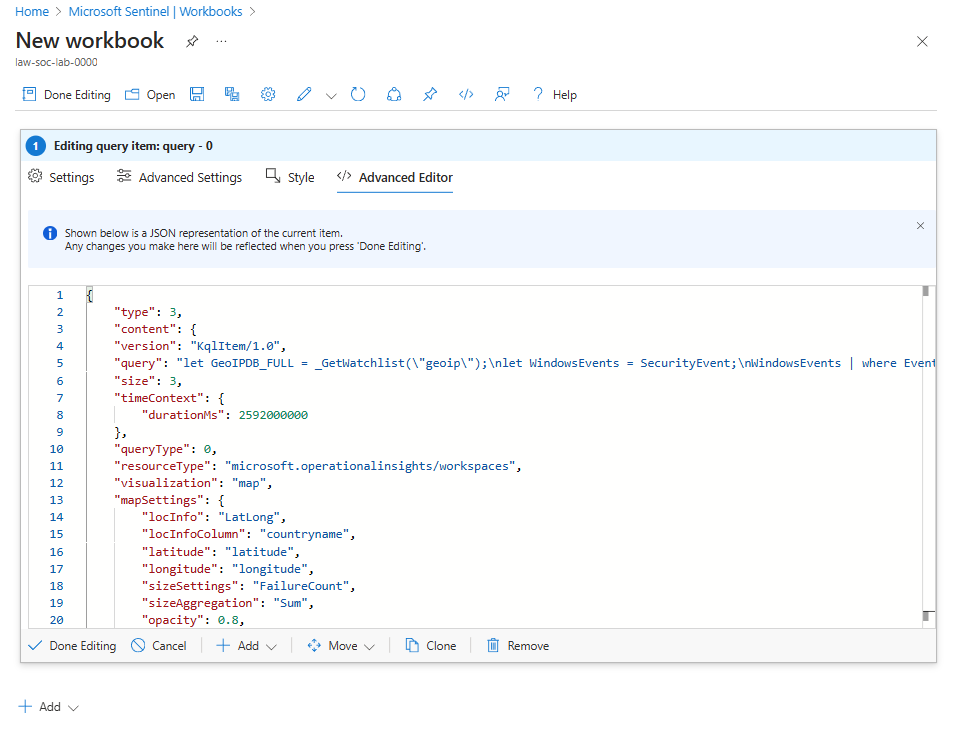 Home > Microsoft Sentinel | Workbooks >
New workbook ...
law-soc-lab-0000
Done Editing Open Help
1 Editing query item: query - 0
Settings Advanced Settings Style </> Advanced Editor
Shown below is a JSON representation of the current item.
Any changes you make here will be reflected when you press 'Done Editing'.
1 {
2 "type": 3,
3 "content": {
4 "version": "KqlItem/1.0",
5 "query": "let GeoIPDB_FULL = _GetWatchlist(\"geoip\");\nlet WindowsEvents = SecurityEvent;\nWindowsEvents | where Event
6 "size": 3,
7 "timeContext": {
8 "durationMs": 2592000000
9 },
10 "queryType": 0,
11 "resourceType": "microsoft.operationalinsights/workspaces",
12 "visualization": "map",
13 "mapSettings": {
14 "locInfo": "LatLong",
15 "locInfoColumn": "countryname",
16 "latitude": "latitude",
17 "longitude": "longitude",
18 "sizeSettings": "FailureCount",
19 "sizeAggregation": "Sum",
20 "opacity": 0.8,
Done Editing Cancel Add Move Clone Remove
Add